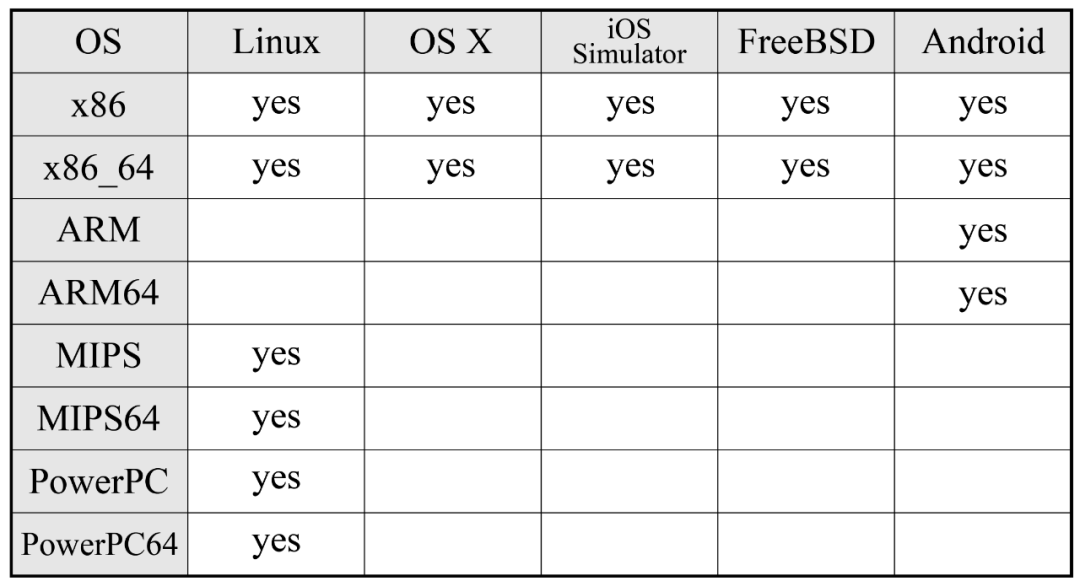 OS Linux OS X iOS Simulator FreeBSD Android
x86 yes yes yes yes yes
x86_64 yes yes yes yes yes
ARM yes
ARM64 yes
MIPS yes
MIPS64 yes
PowerPC yes
PowerPC64 yes